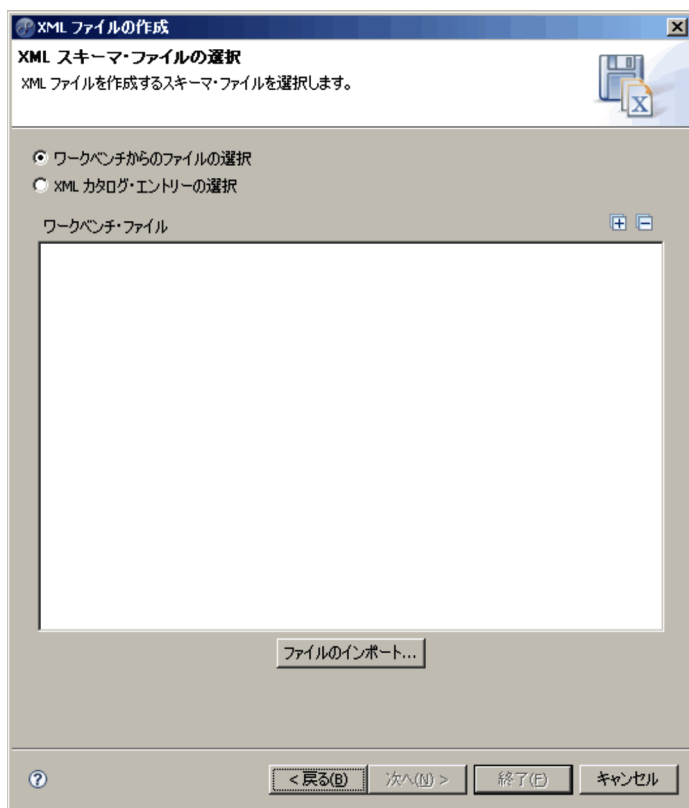 XML ファイルの作成
XML スキーマ・ファイルの選択
XML ファイルを作成するスキーマ・ファイルを選択します。
ワークベンチからのファイルの選択
XML カタログ・エントリーの選択
ワークベンチ・ファイル
ファイルのインポート...
< 戻る(B)
次へ(N) >
終了(F)
キャンセル